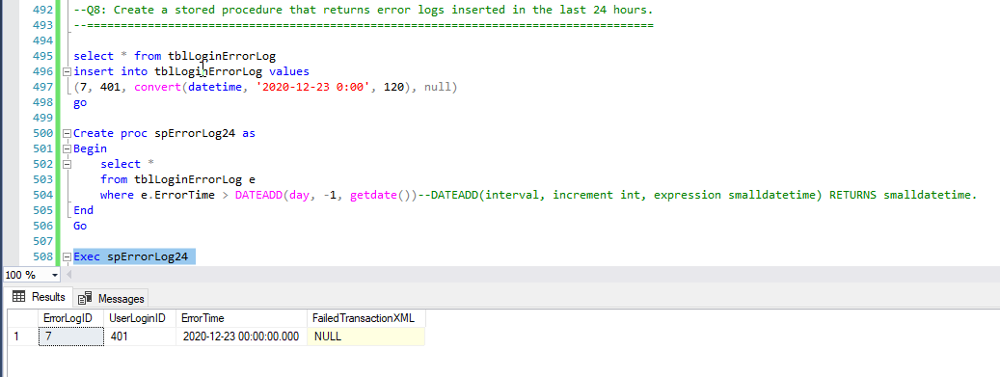 492 --Q8: Create a stored procedure that returns error logs inserted in the last 24 hours.
493 --====================================================================================
494
495 select * from tblLoginErrorLog
496 insert into tblLoginErrorLog values
497 (7, 401, convert(datetime, '2020-12-23 0:00', 120), null)
498 go
499
500 Create proc spErrorLog24 as
501 Begin
502 select *
503 from tblLoginErrorLog e
504 where e.ErrorTime > DATEADD(day, -1, getdate())--DATEADD(interval, increment int, expression smalldatetime) RETURNS smalldatetime.
505 End
506 Go
507
508 Exec spErrorLog24
100 %
Results Messages
ErrorLogID UserLoginID ErrorTime FailedTransactionXML
1 7 401 2020-12-23 00:00:00.000 NULL